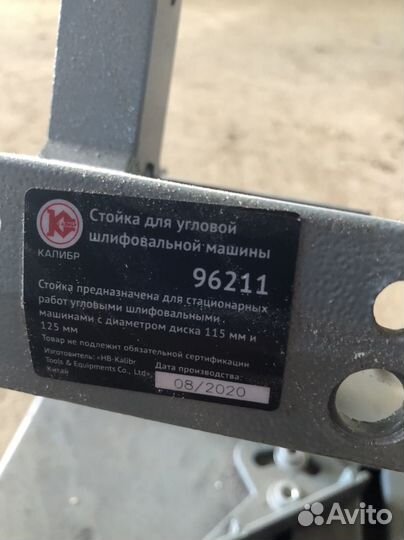 Стойка для угловой
шлифовальной машины
КАЛИБР
96211
Стойка предназначена для стационарных
работ угловыми шлифовальными
машинами с диаметром диска 115 мм и
125 мм
Товар не подлежит обязательной сертификации
Изготовитель: «HB-Kalibr
Tools & Equipments Co., Ltd»,
Китай
Дата производства:
08/2020
Avito